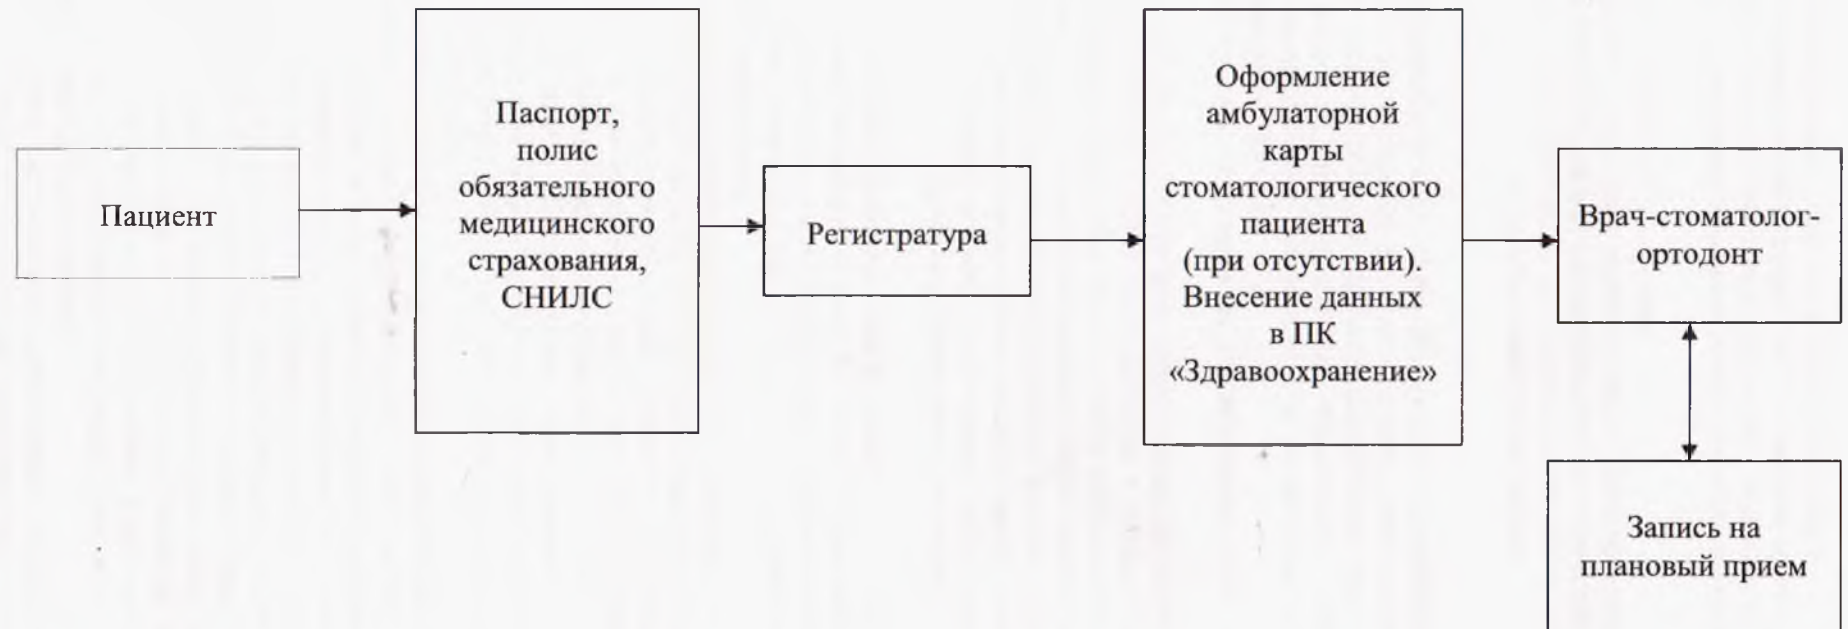 Пациент
Паспорт,
полис
обязательного
медицинского
страхования,
СНИЛС
Регистратура
Оформление
амбулаторной
карты
стоматологического
пациента
(при отсутствии).
Внесение данных
в ПК
«Здравоохранение»
Врач-стоматолог-
ортодонт
Запись на
плановый прием